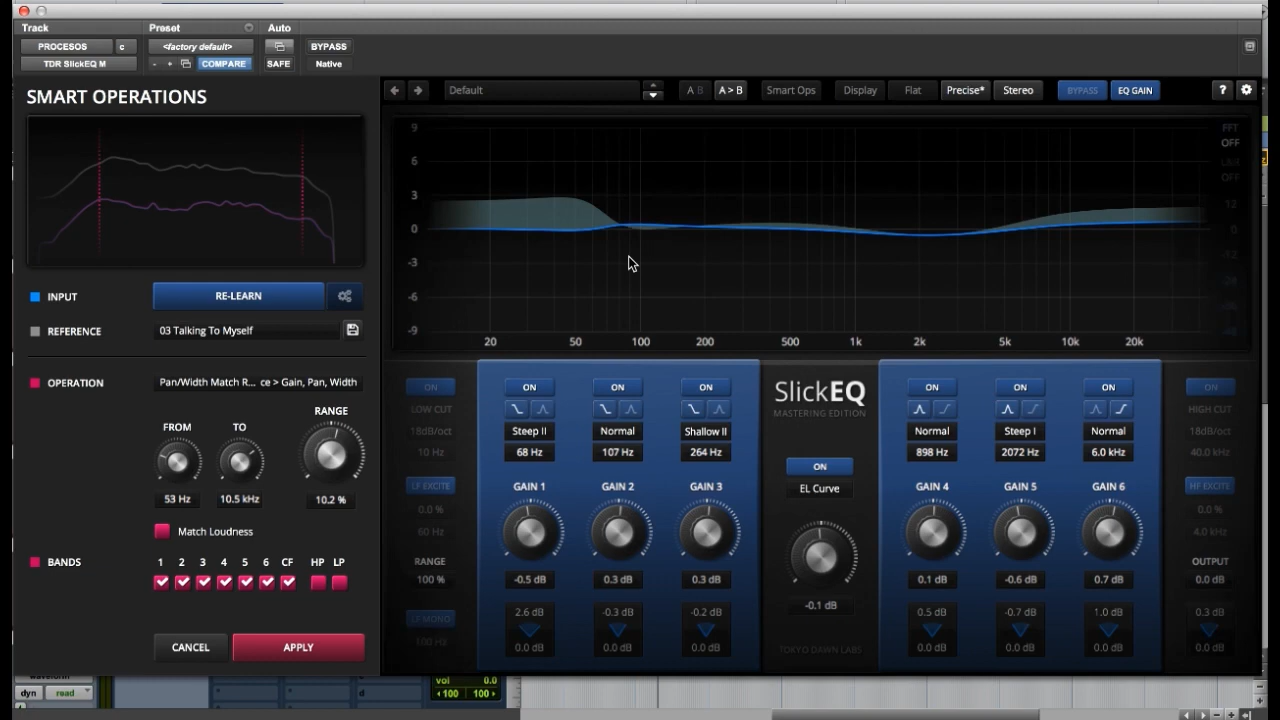 Track Preset Auto
PROCESOS c <factory default> BYPASS
TDR SlickEQ M - + COMPARE SAFE Native
SMART OPERATIONS
Default A B A > B Smart Ops Display Flat Precise* Stereo BYPASS EQ GAIN ?
9 FFT
OFF
6
3
12
0 0
-3
-6
-9
20 50 100 200 500 1k 2k 5k 10k 20k
INPUT RE-LEARN
REFERENCE 03 Talking To Myself
OPERATION Pan/Width Match R... ce > Gain, Pan, Width
FROM TO RANGE
53 Hz 10.5 kHz 10.2 %
Match Loudness
BANDS 1 2 3 4 5 6 CF HP LP
CANCEL APPLY
ON
LOW CUT
18dB/oct
10 Hz
LF EXCITE
0.0 %
60 Hz
RANGE
100 %
LF MONO
100 Hz
ON ON ON
Steep II Normal Shallow II
68 Hz 107 Hz 264 Hz
GAIN 1 GAIN 2 GAIN 3
-0.5 dB 0.3 dB 0.3 dB
2.6 dB -0.3 dB -0.2 dB
0.0 dB 0.0 dB 0.0 dB
SlickEQ
MASTERING EDITION
ON
EL Curve
-0.1 dB
TOKYO DAWN LABS
ON ON ON
Normal Steep I Normal
898 Hz 2072 Hz 6.0 kHz
GAIN 4 GAIN 5 GAIN 6
0.1 dB -0.6 dB 0.7 dB
0.5 dB -0.7 dB 1.0 dB
0.0 dB 0.0 dB 0.0 dB
ON
HIGH CUT
18dB/oct
40.0 kHz
HF EXCITE
0.0 %
4.0 kHz
OUTPUT
0.0 dB
0.3 dB
0.0 dB
dyn read d vol 0.0
100 100